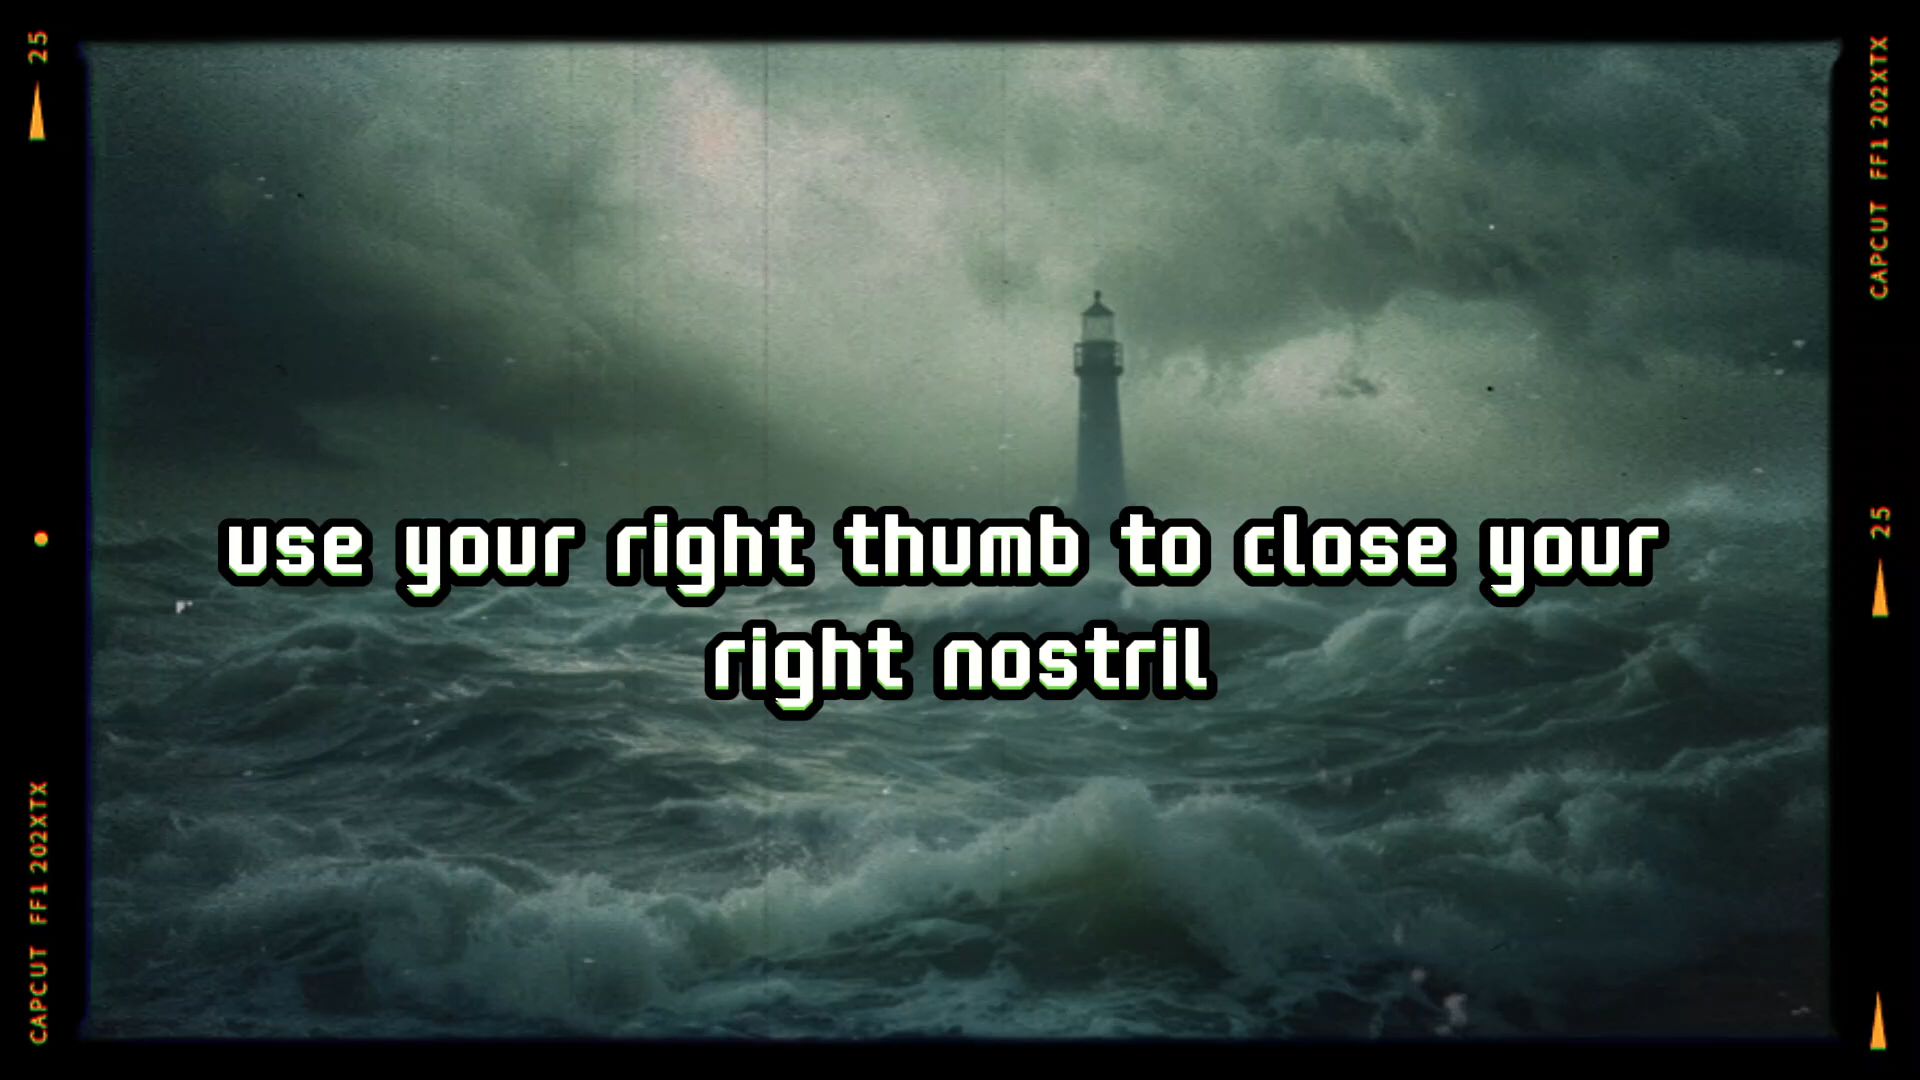 25
CAPCUT FF1 202XTX
use your right thumb to close your
right nostril
25
CAPCUT FF1 202XTX